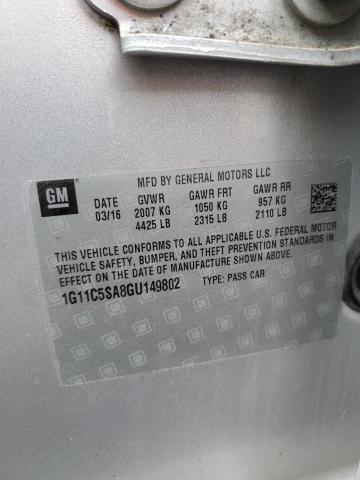 GM
MFD BY GENERAL MOTORS LLC
DATE GVWR GAWR FRT GAWR RR
03/16 2007 KG 1050 KG 957 KG
4425 LB 2315 LB 2110 LB
THIS VEHICLE CONFORMS TO ALL APPLICABLE U.S. FEDERAL MOTOR
VEHICLE SAFETY, BUMPER, AND THEFT PREVENTION STANDARDS IN
EFFECT ON THE DATE OF MANUFACTURE SHOWN ABOVE.
1G11C5SA8GU149802 TYPE: PASS CAR